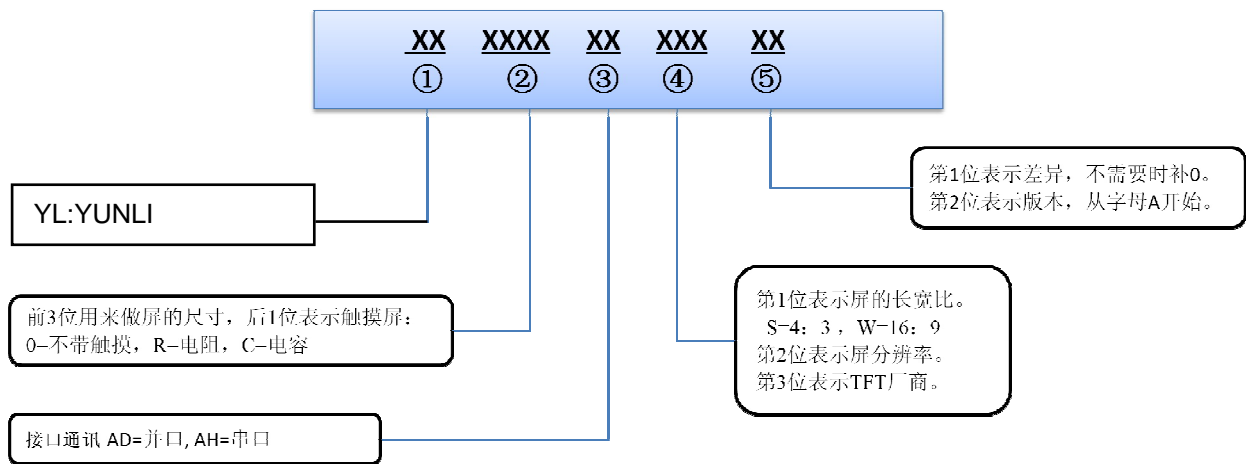 XX XXXX XX XXX XX
① ② ③ ④ ⑤
第1位表示差异，不需要时补0。
第2位表示版本，从字母A开始。
YL:YUNLI
前3位用来做屏的尺寸，后1位表示触摸屏：
0-不带触摸，R-电阻，C-电容
第1位表示屏的长宽比。
S=4：3 ，W=16：9
第2位表示屏分辨率。
第3位表示TFT厂商。
接口通讯 AD=并口, AH=串口